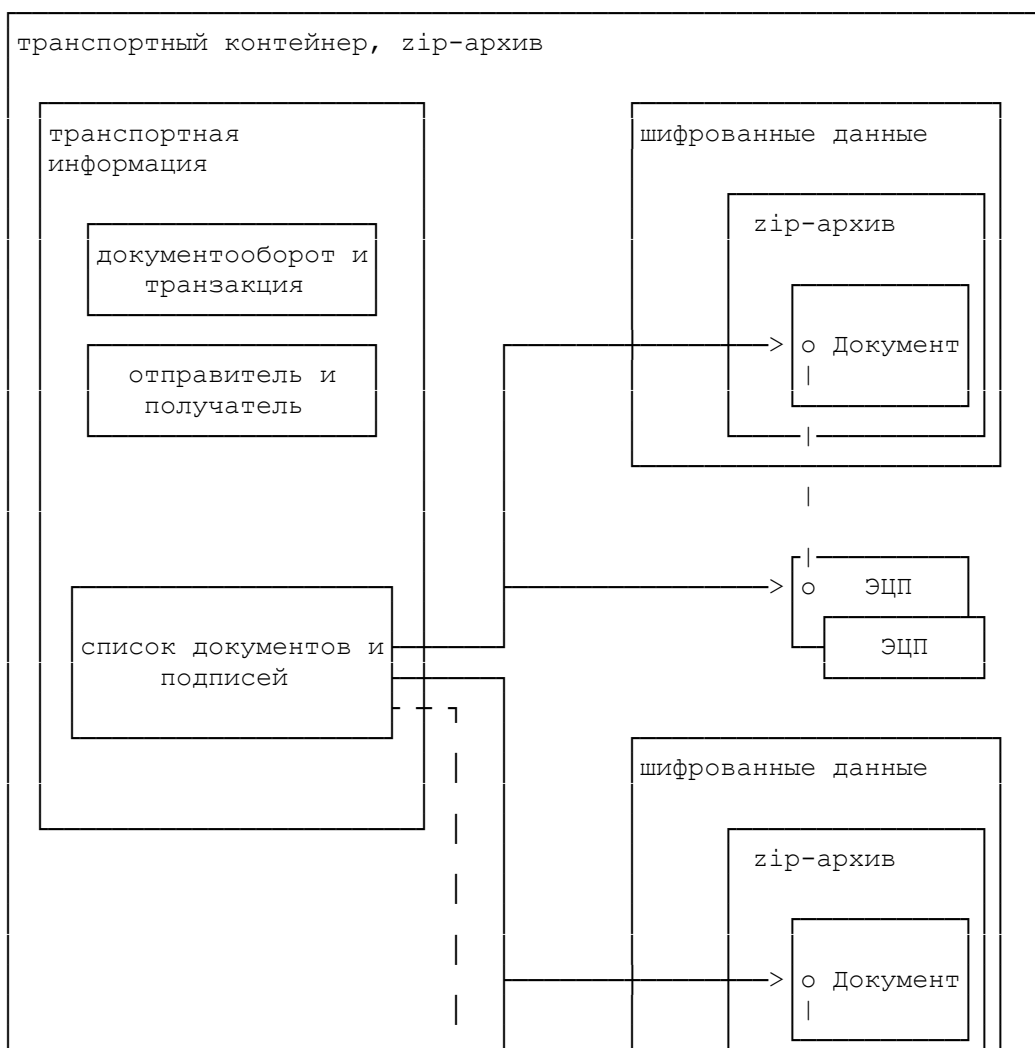 транспортный контейнер, zip-архив
транспортная
информация
документооборот и
транзакция
отправитель и
получатель
список документов и
подписей
шифрованные данные
zip-архив
о Документ
о ЭЦП
ЭЦП
шифрованные данные
zip-архив
о Документ